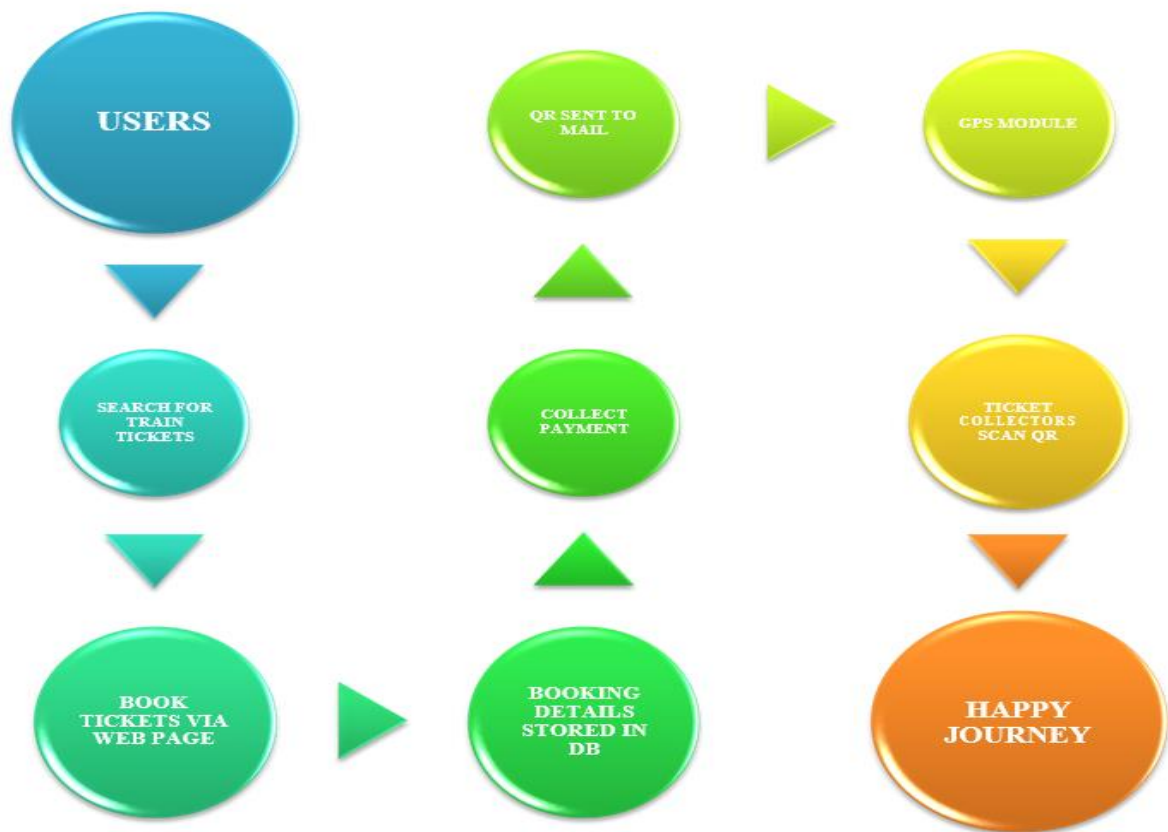 USERS
SEARCH FOR
TRAIN
TICKETS
BOOK
TICKETS VIA
WEB PAGE
BOOKING
DETAILS
STORED IN
DB
COLLECT
PAYMENT
QR SENT TO
MAIL
GPS MODULE
TICKET
COLLECTORS
SCAN QR
HAPPY
JOURNEY